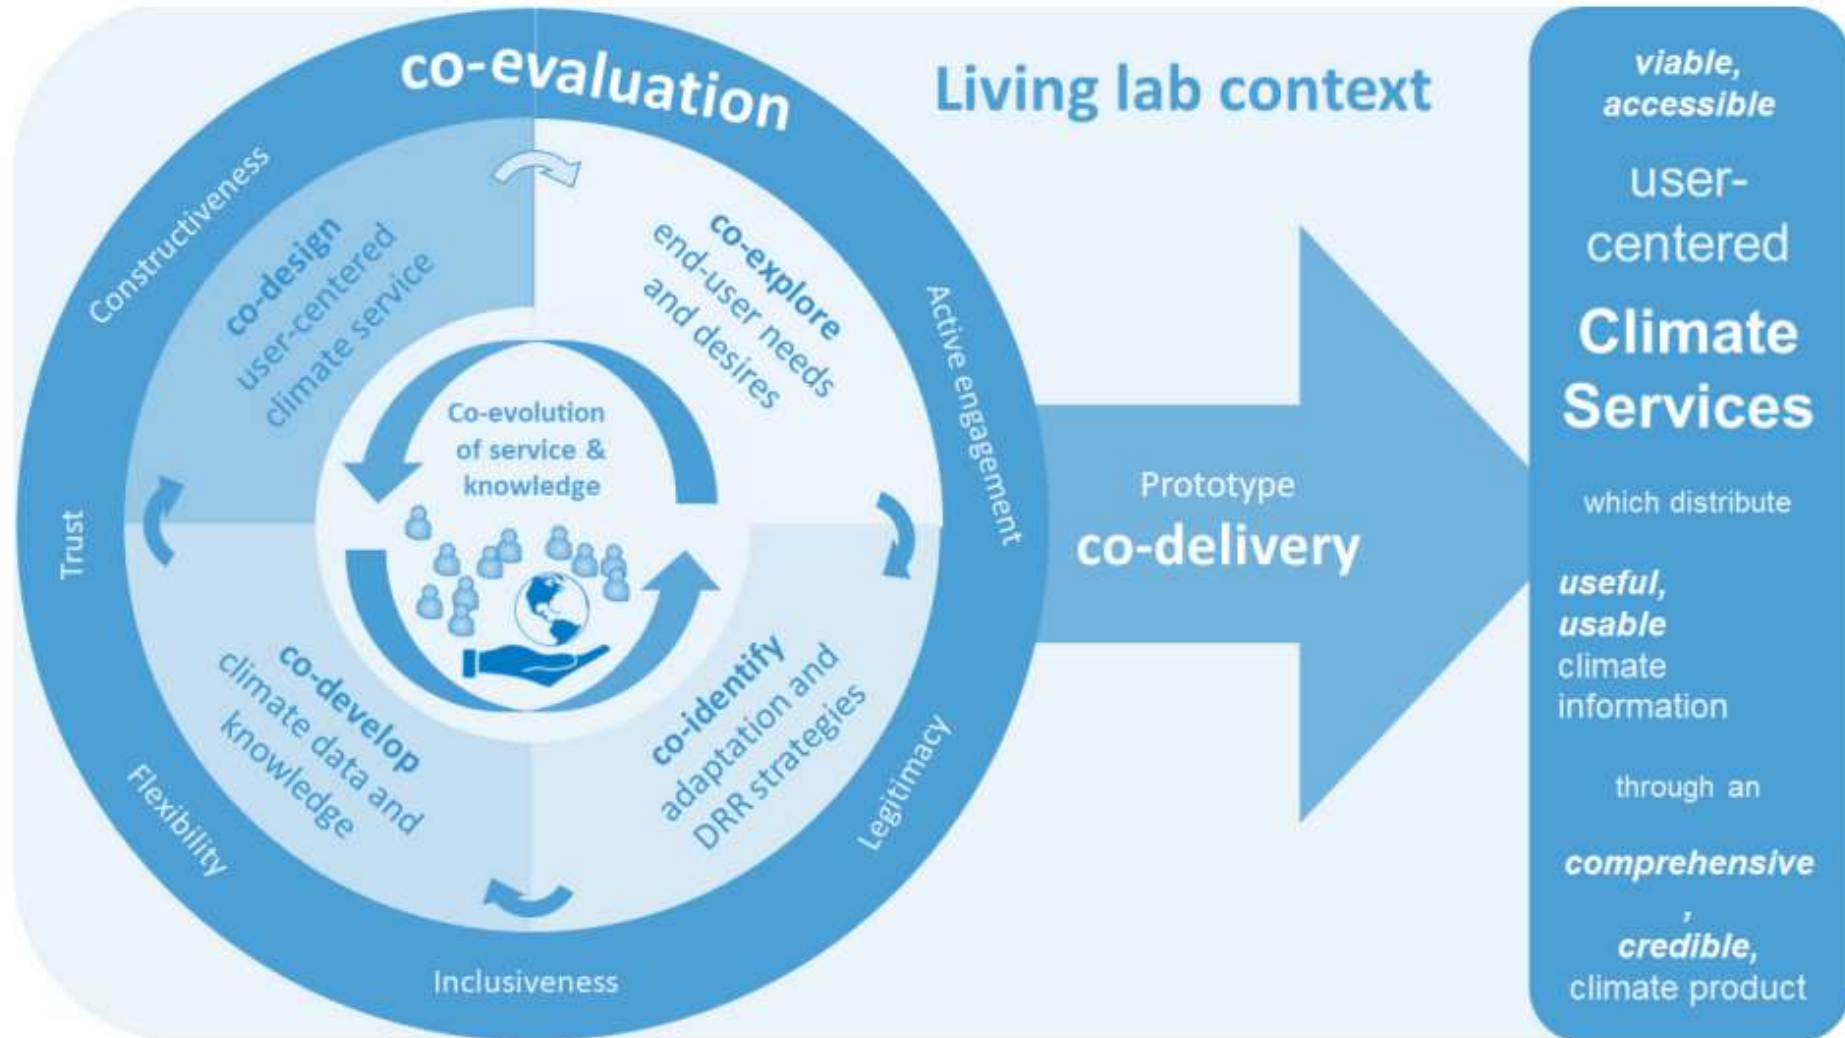 co-evaluation
Living lab context
Constructiveness
Active engagement
Legitimacy
Inclusiveness
Flexibility
Trust
co-explore
end-user needs
and desires
co-identify
adaptation and
DRR strategies
co-develop
climate data and
knowledge
co-design
user-centered
climate service
Co-evolution
of service &
knowledge
Prototype
co-delivery
viable,
accessible
user-
centered
Climate
Services
which distribute
useful,
usable
climate
information
through an
comprehensive
,
credible,
climate product